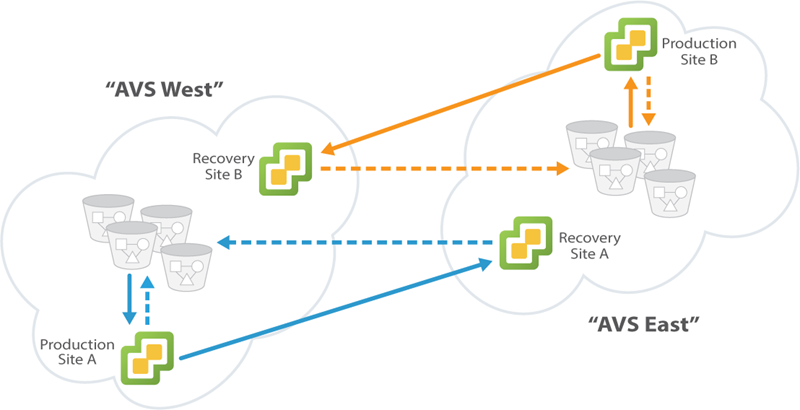 Production
Site B
“AVS West”
Recovery
Site B
Recovery
Site A
“AVS East”
Production
Site A